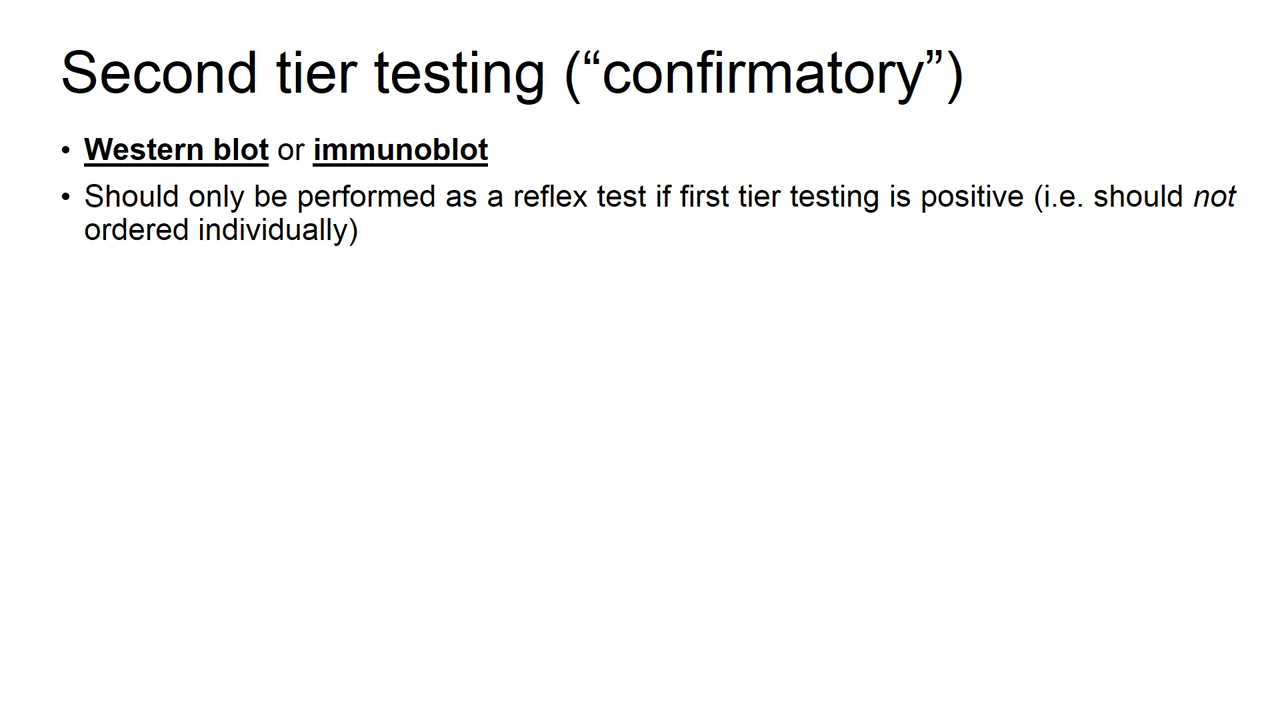 Second tier testing (“confirmatory”)
• Western blot or immunoblot
• Should only be performed as a reflex test if first tier testing is positive (i.e. should not
ordered individually)